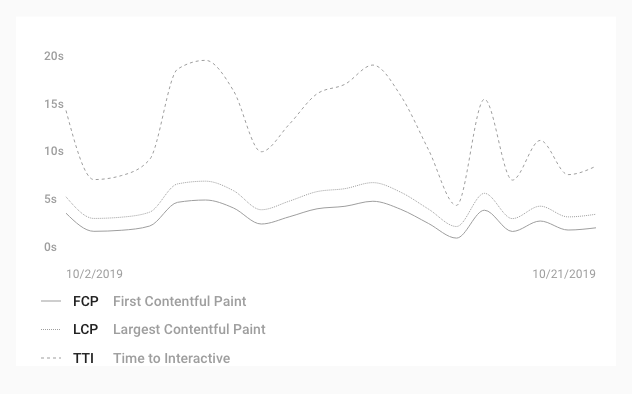 20s
15s
10s
5s
0s
10/2/2019 10/21/2019
FCP First Contentful Paint
LCP Largest Contentful Paint
TTI Time to Interactive